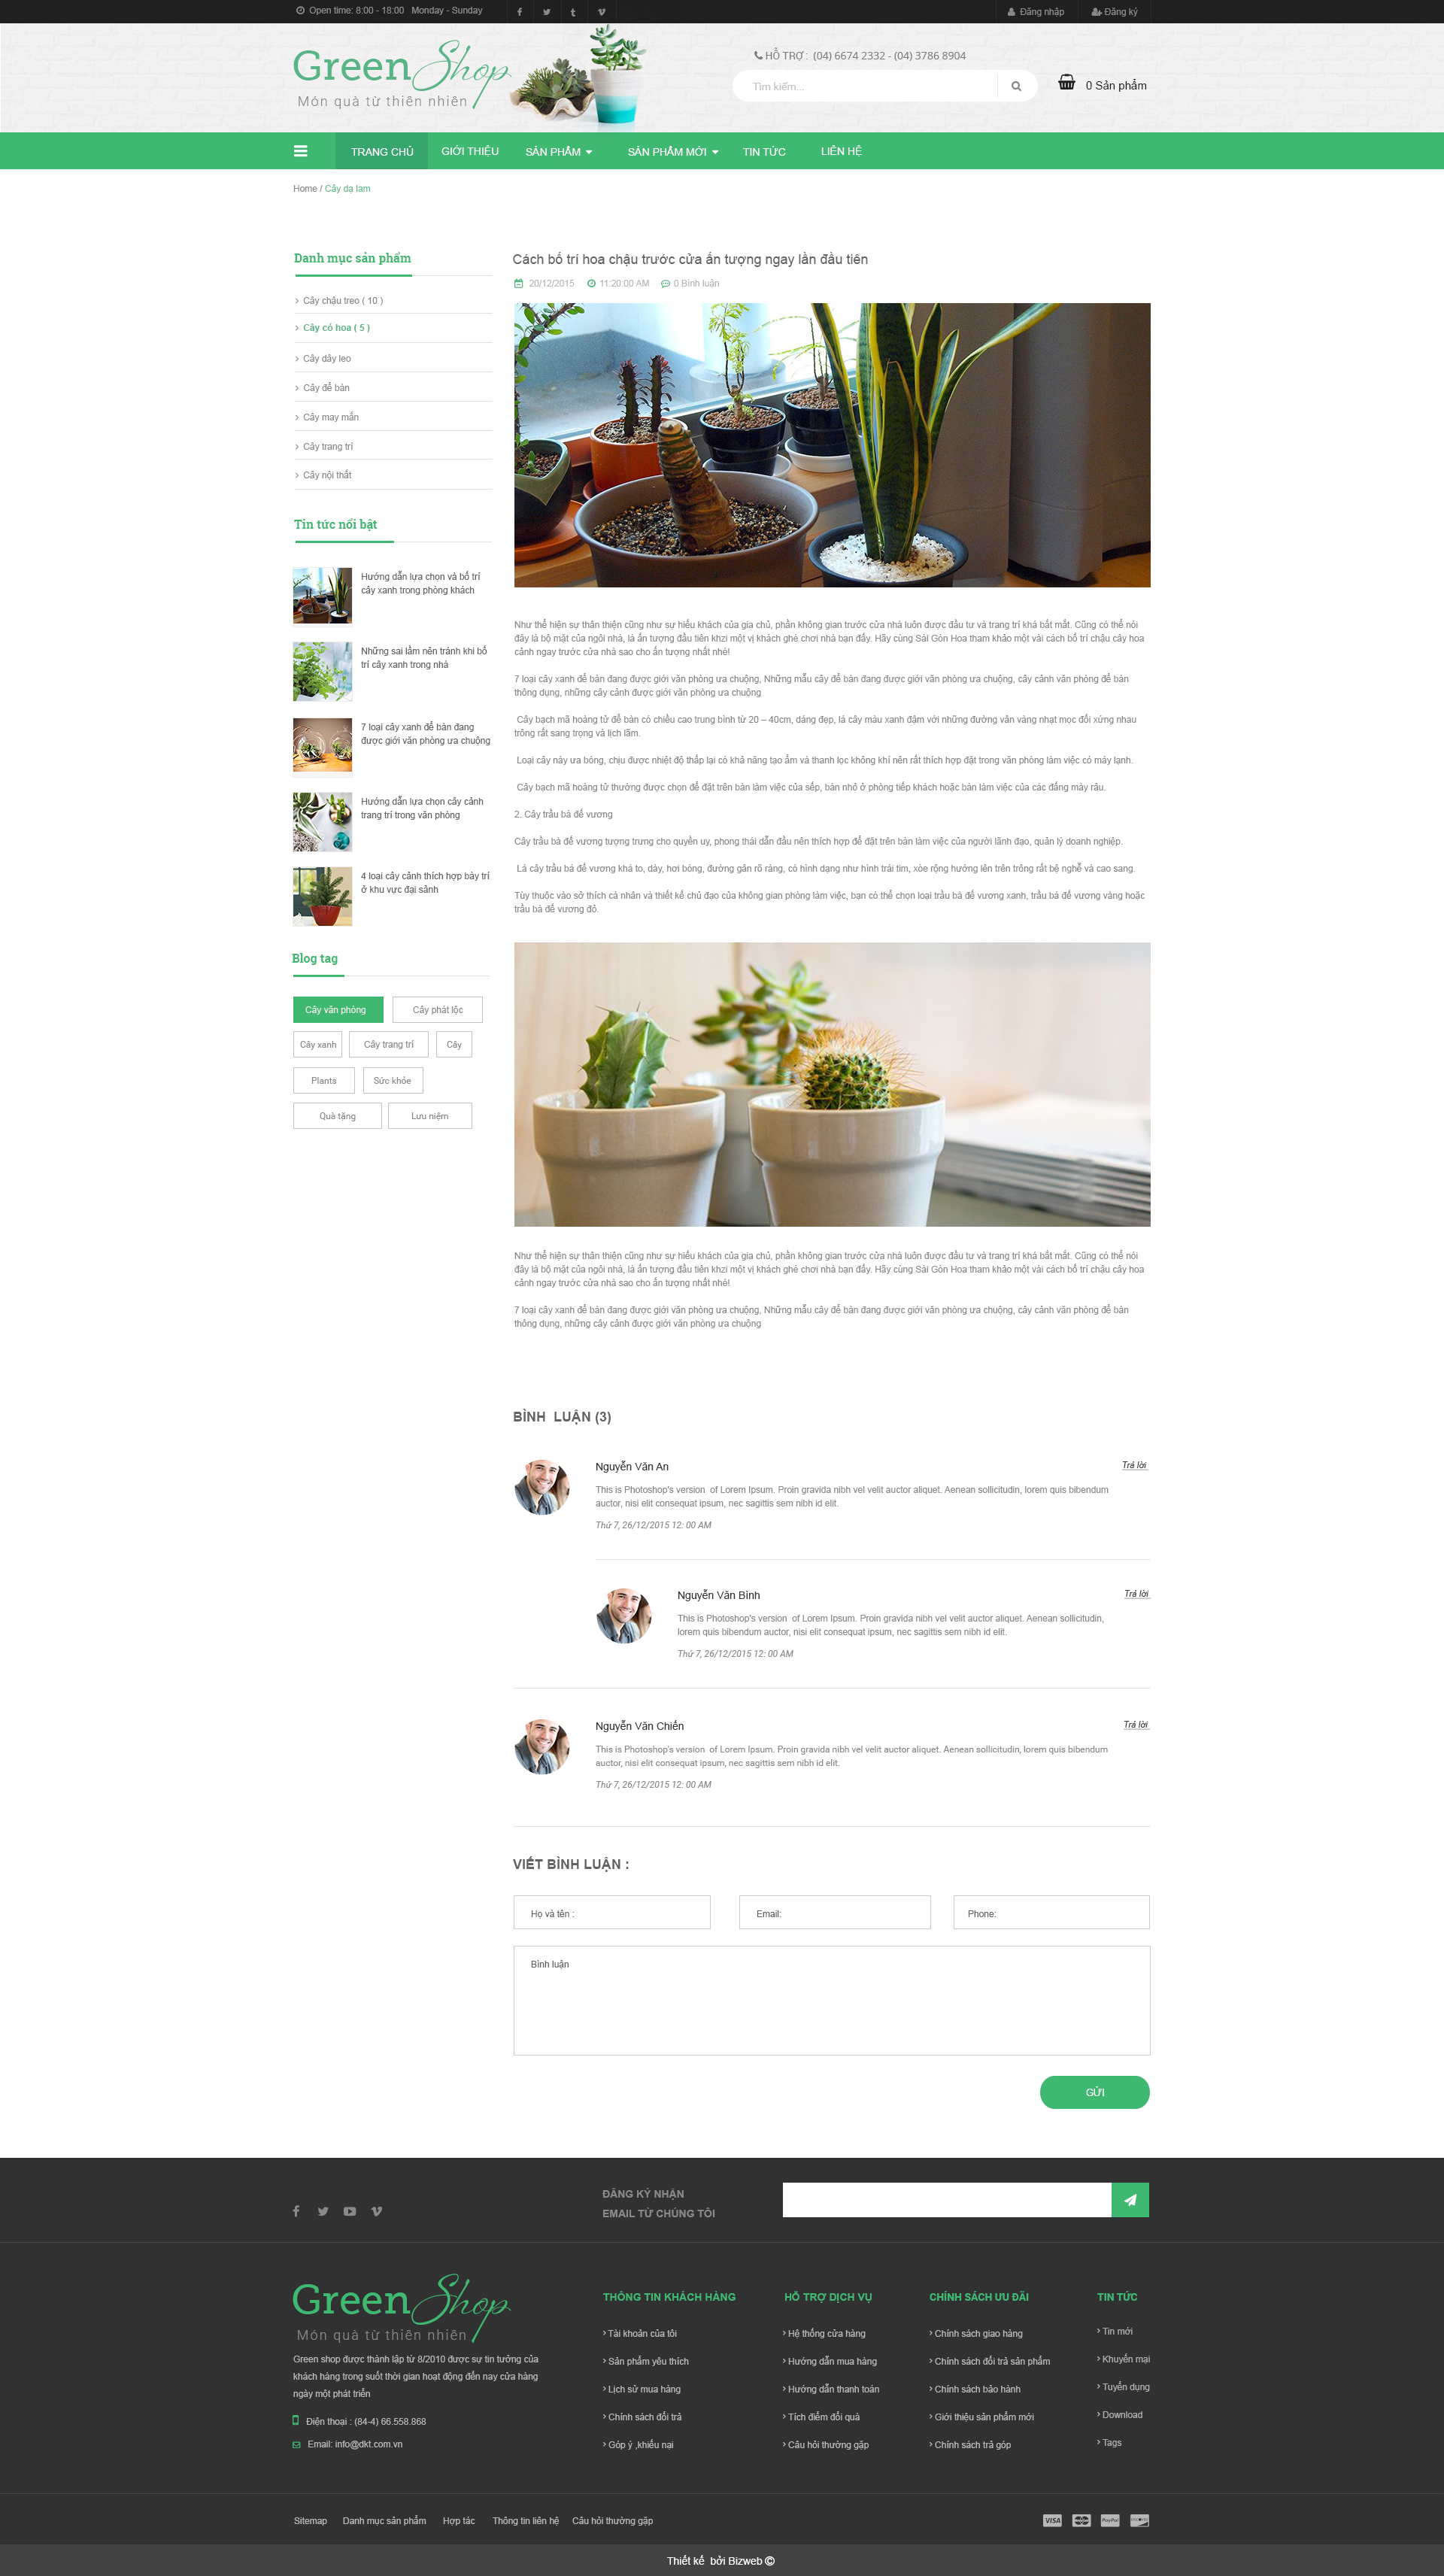 Open time: 8:00 - 18:00 Monday - Sunday
Đăng nhập
Đăng ký
Green Shop
Món quà từ thiên nhiên
HỖ TRỢ : (04) 6674 2332 - (04) 3786 8904
Tìm kiếm...
0 Sản phẩm
TRANG CHỦ
GIỚI THIỆU
SẢN PHẨM
SẢN PHẨM MỚI
TIN TỨC
LIÊN HỆ
Home / Cây dạ lam
Danh mục sản phẩm
Cây chậu treo ( 10 )
Cây có hoa ( 5 )
Cây dây leo
Cây để bàn
Cây may mắn
Cây trang trí
Cây nội thất
Tin tức nổi bật
Hướng dẫn lựa chọn và bố trí
cây xanh trong phòng khách
Những sai lầm nên tránh khi bố
trí cây xanh trong nhà
7 loại cây xanh để bàn đang
được giới văn phòng ưa chuộng
Hướng dẫn lựa chọn cây cảnh
trang trí trong văn phòng
4 loại cây cảnh thích hợp bày trí
ở khu vực đại sảnh
Blog tag
Cây văn phòng
Cây phát lộc
Cây xanh
Cây trang trí
Cây
Plants
Sức khỏe
Quà tặng
Lưu niệm
Cách bố trí hoa chậu trước cửa ấn tượng ngay lần đầu tiên
20/12/2015
11:20:00 AM
0 Bình luận
Như thể hiện sự thân thiện cũng như sự hiếu khách của gia chủ, phần không gian trước cửa nhà luôn được đầu tư và trang trí khá bắt mắt. Cũng có thể nói
đây là bộ mặt của ngôi nhà, là ấn tượng đầu tiên khzi một vị khách ghé chơi nhà bạn đấy. Hãy cùng Sài Gòn Hoa tham khảo một vài cách bố trí chậu cây hoa
cảnh ngay trước cửa nhà sao cho ấn tượng nhất nhé!
7 loại cây xanh để bàn đang được giới văn phòng ưa chuộng, Những mẫu cây để bàn đang được giới văn phòng ưa chuộng, cây cảnh văn phòng để bàn
thông dụng, những cây cảnh được giới văn phòng ưa chuộng
Cây bạch mã hoàng tử để bàn có chiều cao trung bình từ 20 – 40cm, dáng đẹp, lá cây màu xanh đậm với những đường vân vàng nhạt mọc đối xứng nhau
trông rất sang trọng và lịch lãm.
Loại cây này ưa bóng, chịu được nhiệt độ thấp lại có khả năng tạo ẩm và thanh lọc không khí nên rất thích hợp đặt trong văn phòng làm việc có máy lạnh.
Cây bạch mã hoàng tử thường được chọn để đặt trên bàn làm việc của sếp, bàn nhỏ ở phòng tiếp khách hoặc bàn làm việc của các đấng mày râu.
2. Cây trầu bà đế vương
Cây trầu bà đế vương tượng trưng cho quyền uy, phong thái dẫn đầu nên thích hợp để đặt trên bàn làm việc của người lãnh đạo, quản lý doanh nghiệp.
Lá cây trầu bà đế vương khá to, dày, hơi bóng, đường gân rõ ràng, có hình dạng như hình trái tim, xòe rộng hướng lên trên trông rất bệ nghễ và cao sang.
Tùy thuộc vào sở thích cá nhân và thiết kế chủ đạo của không gian phòng làm việc, bạn có thể chọn loại trầu bà đế vương xanh, trầu bà đế vương vàng hoặc
trầu bà đế vương đỏ.
Như thể hiện sự thân thiện cũng như sự hiếu khách của gia chủ, phần không gian trước cửa nhà luôn được đầu tư và trang trí khá bắt mắt. Cũng có thể nói
đây là bộ mặt của ngôi nhà, là ấn tượng đầu tiên khzi một vị khách ghé chơi nhà bạn đấy. Hãy cùng Sài Gòn Hoa tham khảo một vài cách bố trí chậu cây hoa
cảnh ngay trước cửa nhà sao cho ấn tượng nhất nhé!
7 loại cây xanh để bàn đang được giới văn phòng ưa chuộng, Những mẫu cây để bàn đang được giới văn phòng ưa chuộng, cây cảnh văn phòng để bàn
thông dụng, những cây cảnh được giới văn phòng ưa chuộng
BÌNH LUẬN (3)
Nguyễn Văn An
Trả lời
This is Photoshop's version of Lorem Ipsum. Proin gravida nibh vel velit auctor aliquet. Aenean sollicitudin, lorem quis bibendum
auctor, nisi elit consequat ipsum, nec sagittis sem nibh id elit.
Thứ 7, 26/12/2015 12: 00 AM
Nguyễn Văn Bình
Trả lời
This is Photoshop's version of Lorem Ipsum. Proin gravida nibh vel velit auctor aliquet. Aenean sollicitudin,
lorem quis bibendum auctor, nisi elit consequat ipsum, nec sagittis sem nibh id elit.
Thứ 7, 26/12/2015 12: 00 AM
Nguyễn Văn Chiến
Trả lời
This is Photoshop's version of Lorem Ipsum. Proin gravida nibh vel velit auctor aliquet. Aenean sollicitudin, lorem quis bibendum
auctor, nisi elit consequat ipsum, nec sagittis sem nibh id elit.
Thứ 7, 26/12/2015 12: 00 AM
VIẾT BÌNH LUẬN :
Họ và tên :
Email:
Phone:
Bình luận
GỬI
ĐĂNG KÝ NHẬN
EMAIL TỪ CHÚNG TÔI
Green Shop
Món quà từ thiên nhiên
Green shop được thành lập từ 8/2010 được sự tin tưởng của
khách hàng trong suốt thời gian hoạt động đến nay cửa hàng
ngày một phát triển
Điện thoại : (84-4) 66.558.868
Email: info@dkt.com.vn
THÔNG TIN KHÁCH HÀNG
Tài khoản của tôi
Sản phẩm yêu thích
Lịch sử mua hàng
Chính sách đổi trả
Góp ý ,khiếu nại
HỖ TRỢ DỊCH VỤ
Hệ thống cửa hàng
Hướng dẫn mua hàng
Hướng dẫn thanh toán
Tích điểm đổi quà
Câu hỏi thường gặp
CHÍNH SÁCH ƯU ĐÃI
Chính sách giao hàng
Chính sách đổi trả sản phẩm
Chính sách bảo hành
Giới thiệu sản phẩm mới
Chính sách trả góp
TIN TỨC
Tin mới
Khuyến mại
Tuyển dụng
Download
Tags
Sitemap
Danh mục sản phẩm
Hợp tác
Thông tin liên hệ
Câu hỏi thường gặp
VISA
PayPal
Thiết kế bởi Bizweb ©